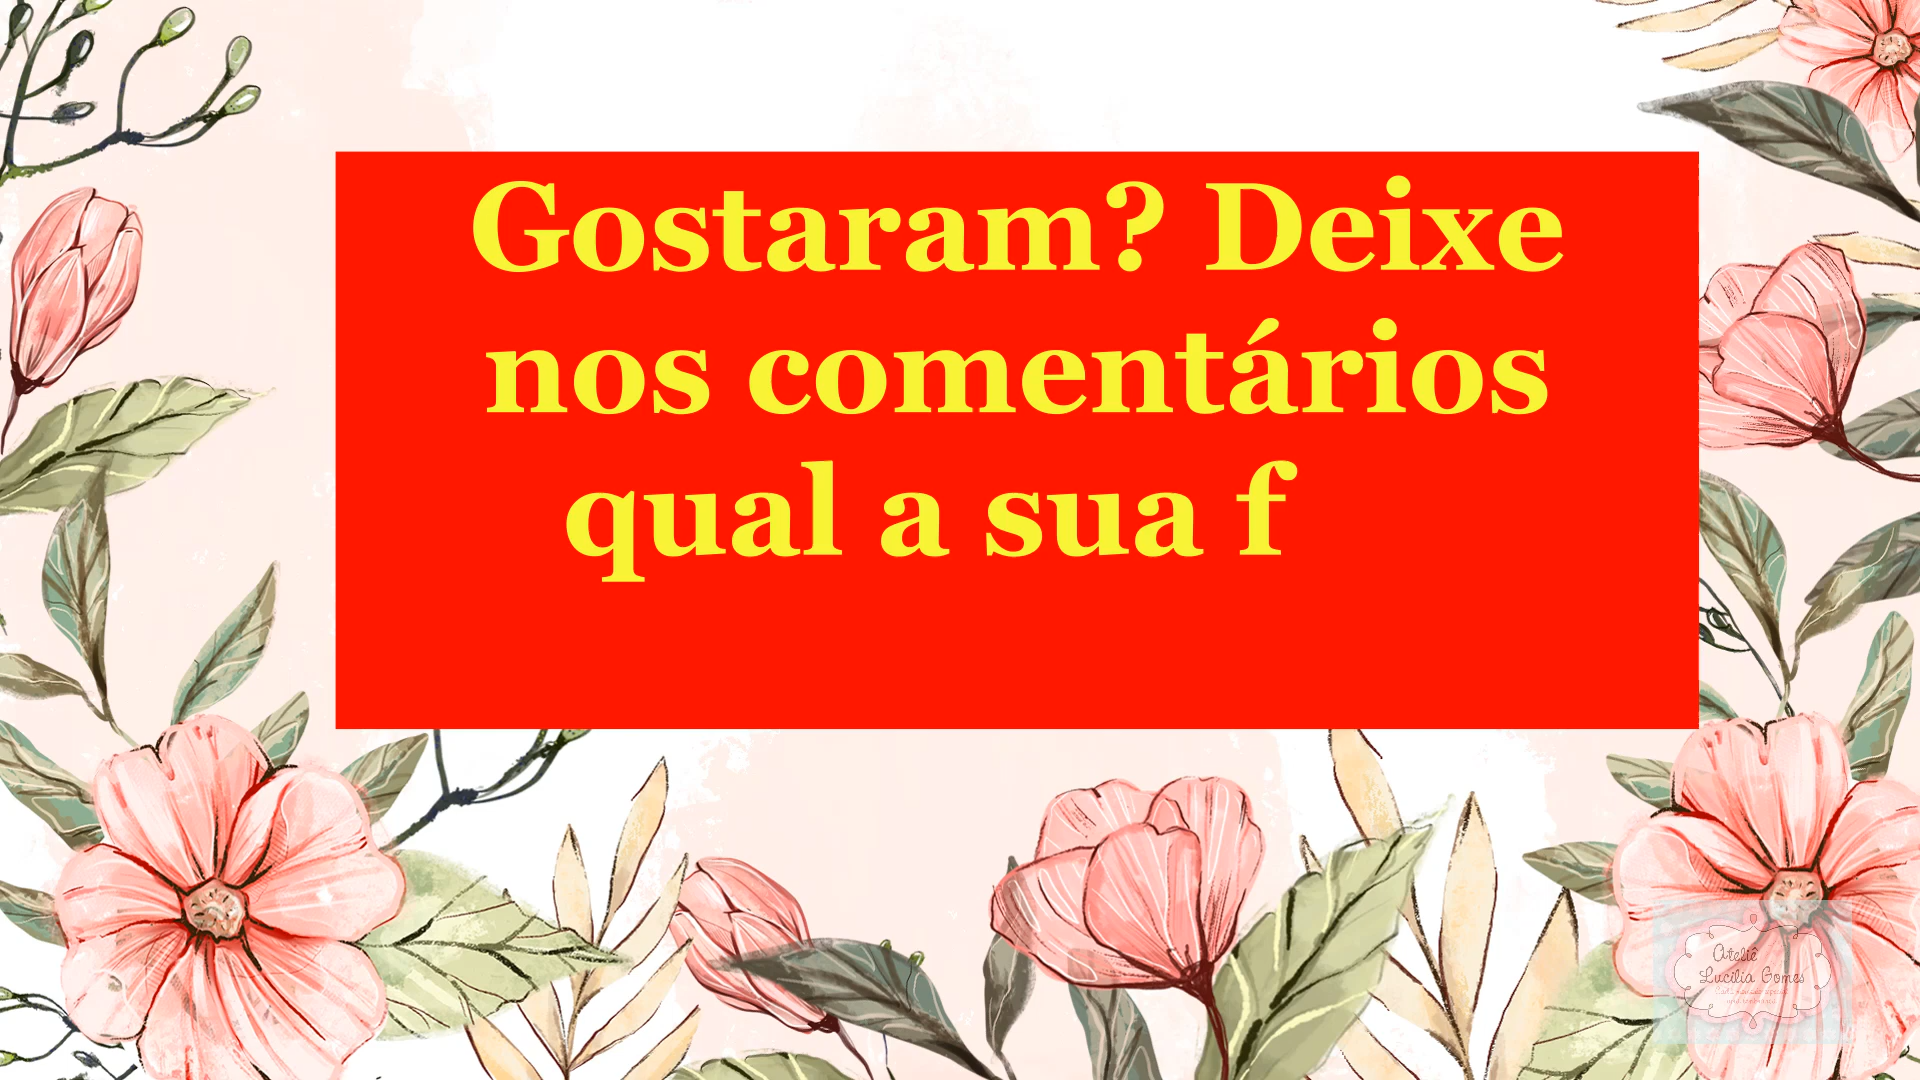 Gostaram? Deixe
nos comentários
qual a sua f
Ateliê
Lucilia Gomes